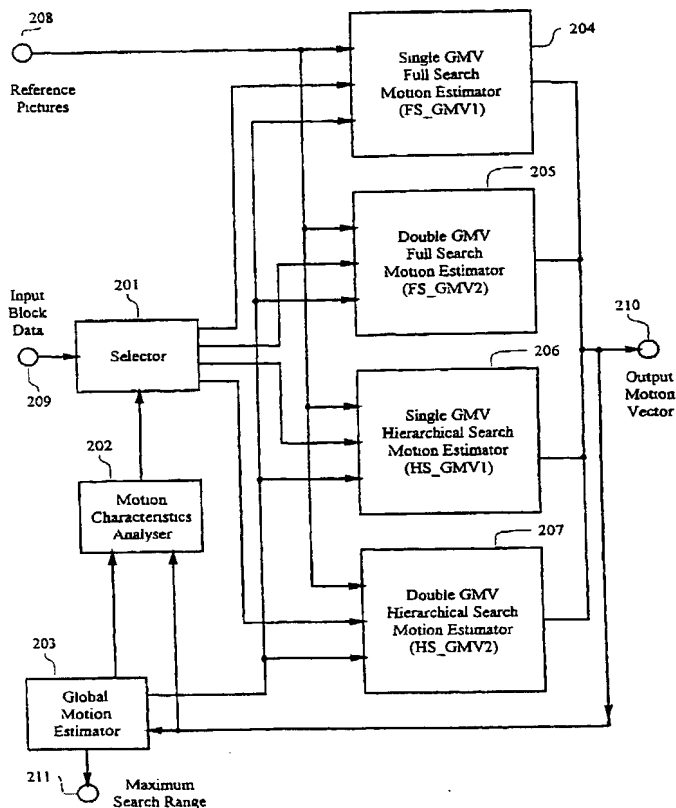 208
Reference
Pictures
204
Single GMV
Full Search
Motion Estimator
(FS_GMV1)
205
Double GMV
Full Search
Motion Estimator
(FS_GMV2)
Input
Block
Data
209
201
Selector
206
Single GMV
Hierarchical Search
Motion Estimator
(HS_GMV1)
210
Output
Motion
Vector
202
Motion
Characteristics
Analyser
207
Double GMV
Hierarchical Search
Motion Estimator
(HS_GMV2)
203
Global
Motion
Estimator
211
Maximum
Search Range